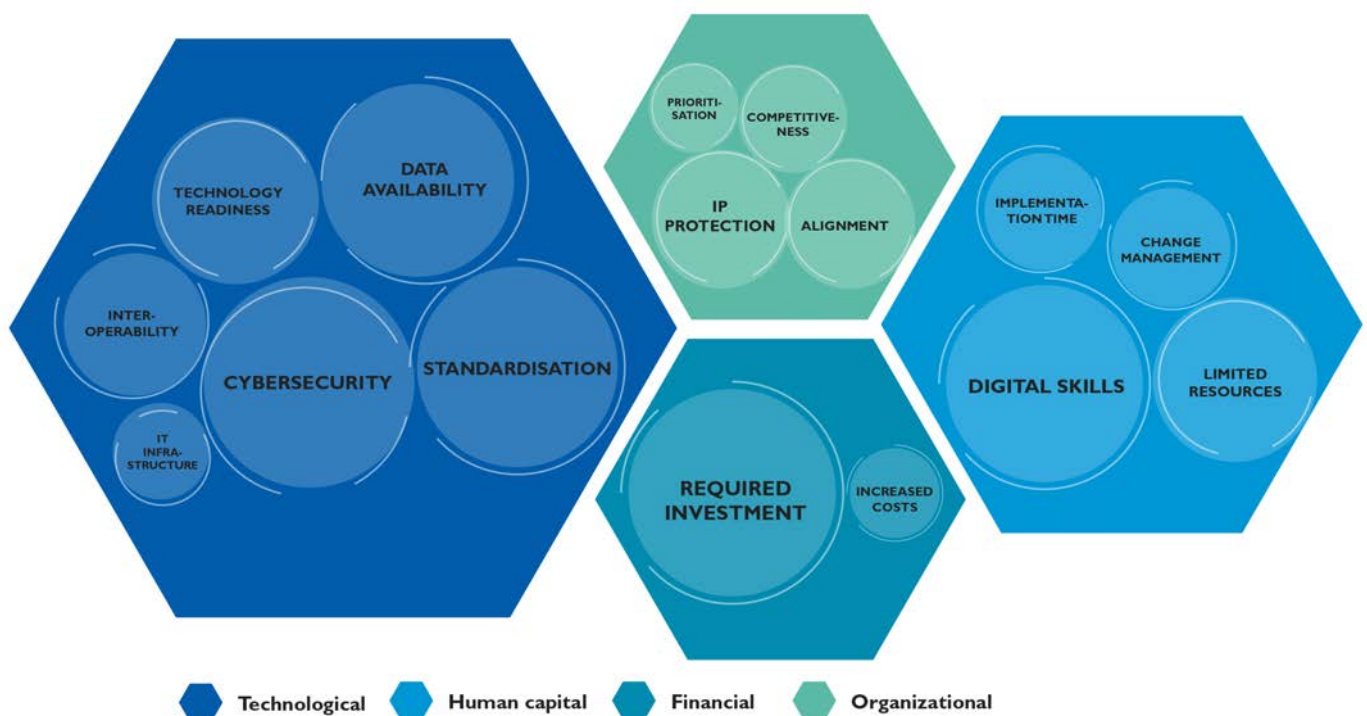 TECHNOLOGY
READINESS
DATA
AVAILABILITY
INTER-
OPERABILITY
CYBERSECURITY
STANDARDISATION
IT
INFRA-
STRUCTURE
PRIORITI-
SATION
COMPETITIVE-
NESS
IP
PROTECTION
ALIGNMENT
REQUIRED
INVESTMENT
INCREASED
COSTS
IMPLEMENTA-
TION TIME
CHANGE
MANAGEMENT
DIGITAL SKILLS
LIMITED
RESOURCES
Technological
Human capital
Financial
Organizational